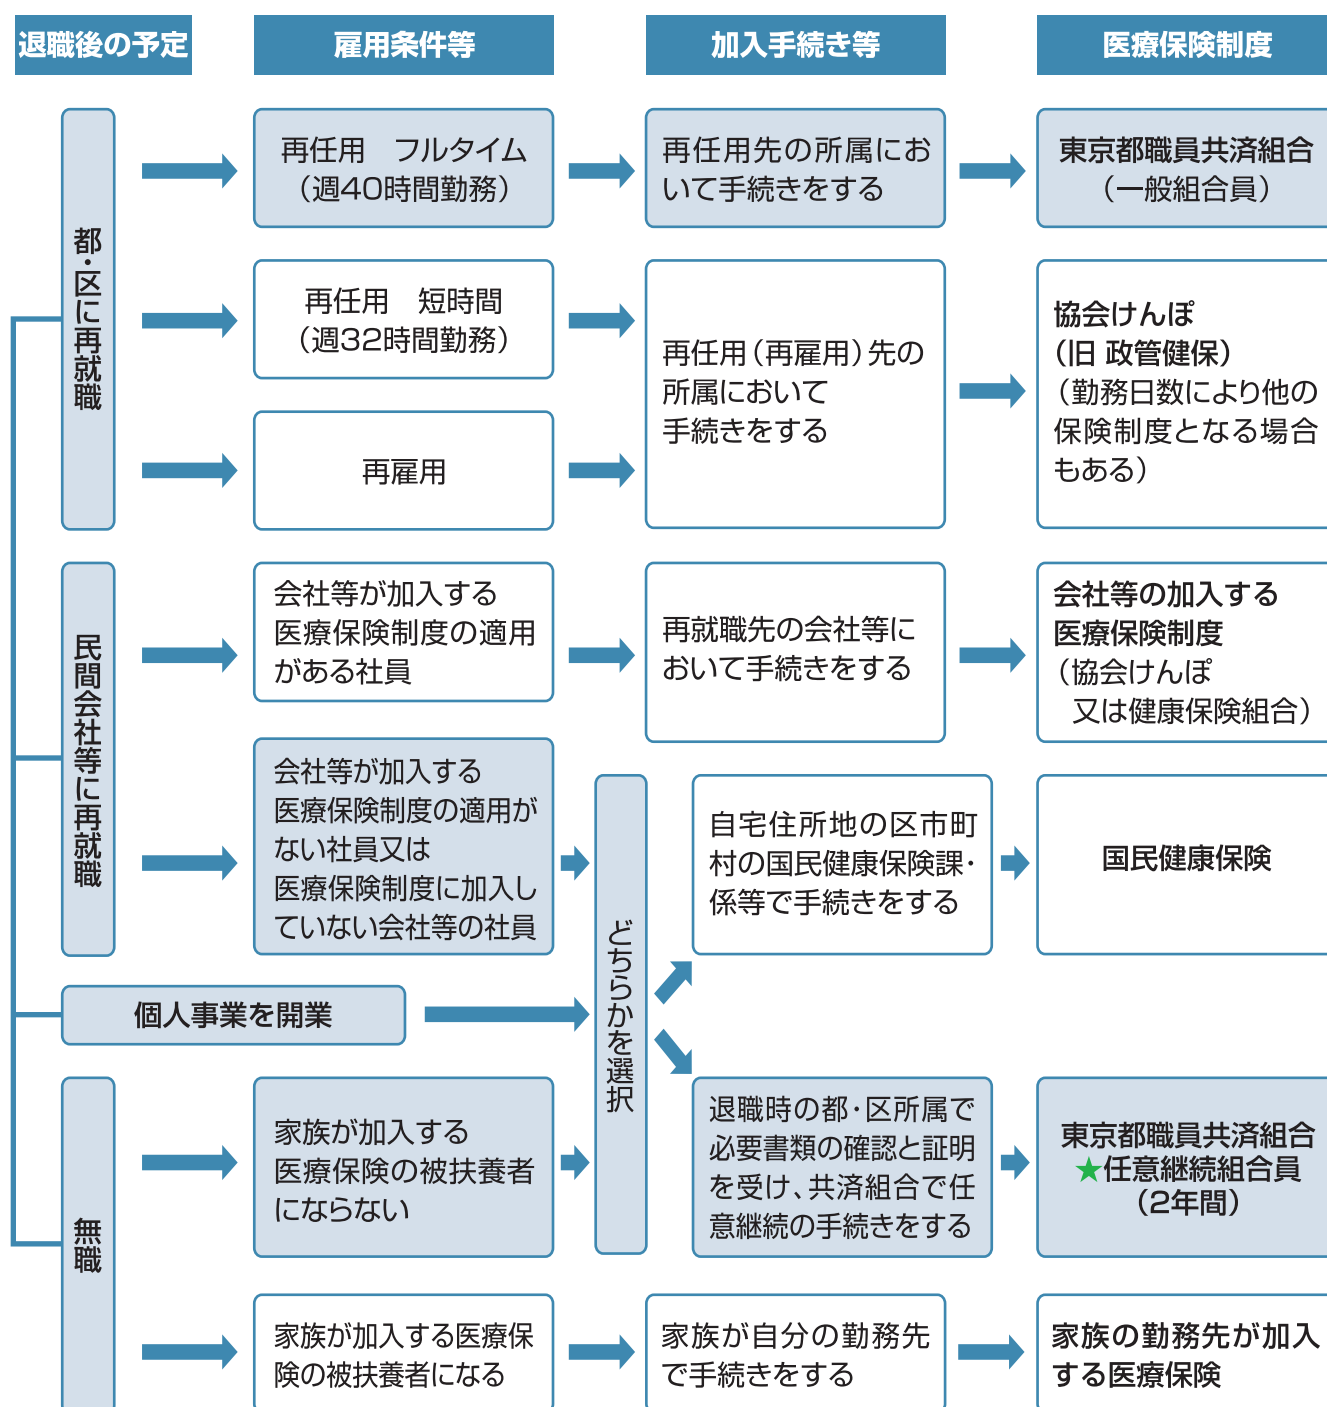 退職後の予定
雇用条件等
加入手続き等
医療保険制度
都・区に再就職
再任用　フルタイム
（週40時間勤務）
再任用先の所属にお
いて手続きをする
東京都職員共済組合
（一般組合員）
再任用　短時間
（週32時間勤務）
再雇用
再任用（再雇用）先の
所属において
手続きをする
協会けんぽ
（旧 政管健保）
（勤務日数により他の
保険制度となる場合
もある）
民間会社等に再就職
会社等が加入する
医療保険制度の適用
がある社員
再就職先の会社等に
おいて手続きをする
会社等の加入する
医療保険制度
（協会けんぽ
又は健康保険組合）
会社等が加入する
医療保険制度の適用が
ない社員又は
医療保険制度に加入し
ていない会社等の社員
どちらかを選択
自宅住所地の区市町
村の国民健康保険課・
係等で手続きをする
国民健康保険
個人事業を開業
無職
家族が加入する
医療保険の被扶養者
にならない
退職時の都・区所属で
必要書類の確認と証明
を受け、共済組合で任
意継続の手続きをする
東京都職員共済組合
★任意継続組合員
（2年間）
家族が加入する医療保
険の被扶養者になる
家族が自分の勤務先
で手続きをする
家族の勤務先が加入
する医療保険